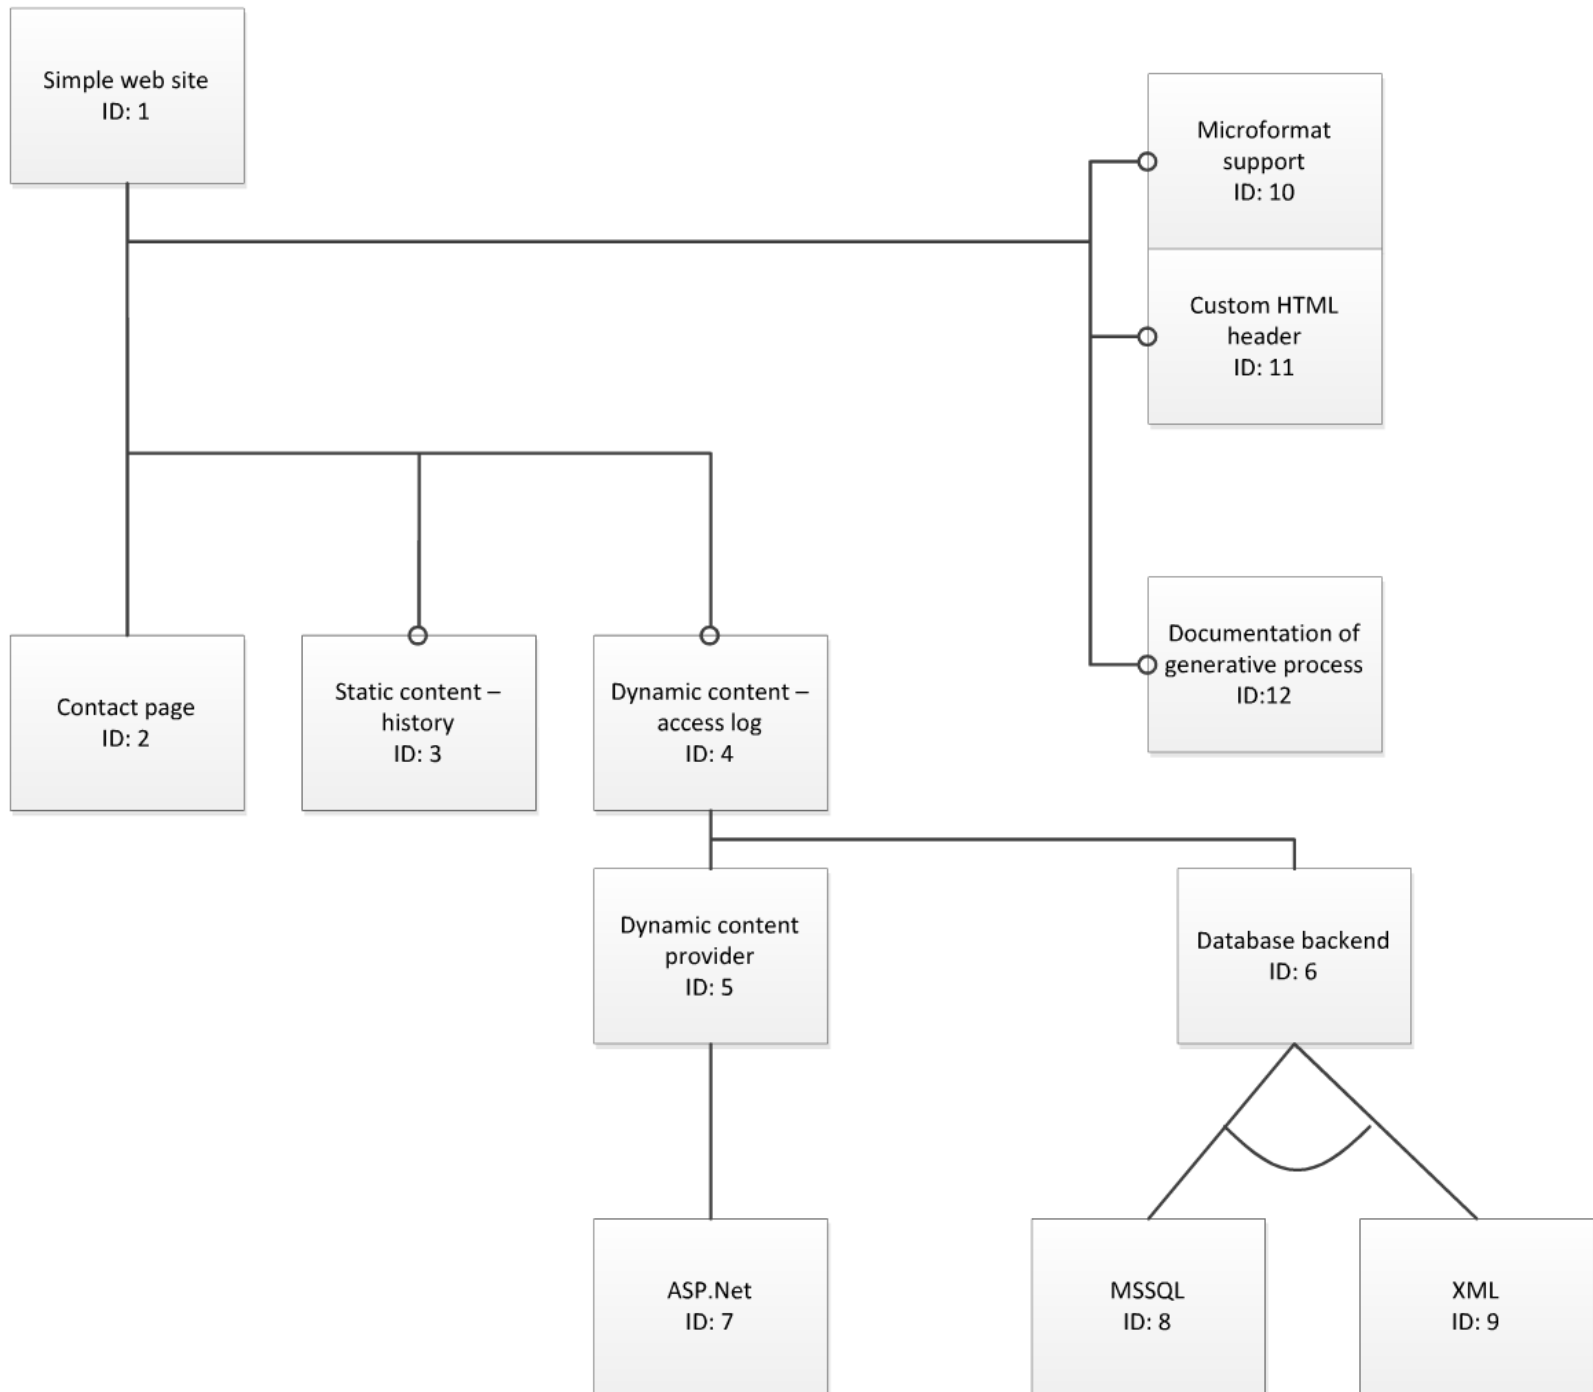 Simple web site
ID: 1
Microformat
support
ID: 10
Custom HTML
header
ID: 11
Documentation of
generative process
ID:12
Contact page
ID: 2
Static content –
history
ID: 3
Dynamic content –
access log
ID: 4
Dynamic content
provider
ID: 5
Database backend
ID: 6
ASP.Net
ID: 7
MSSQL
ID: 8
XML
ID: 9